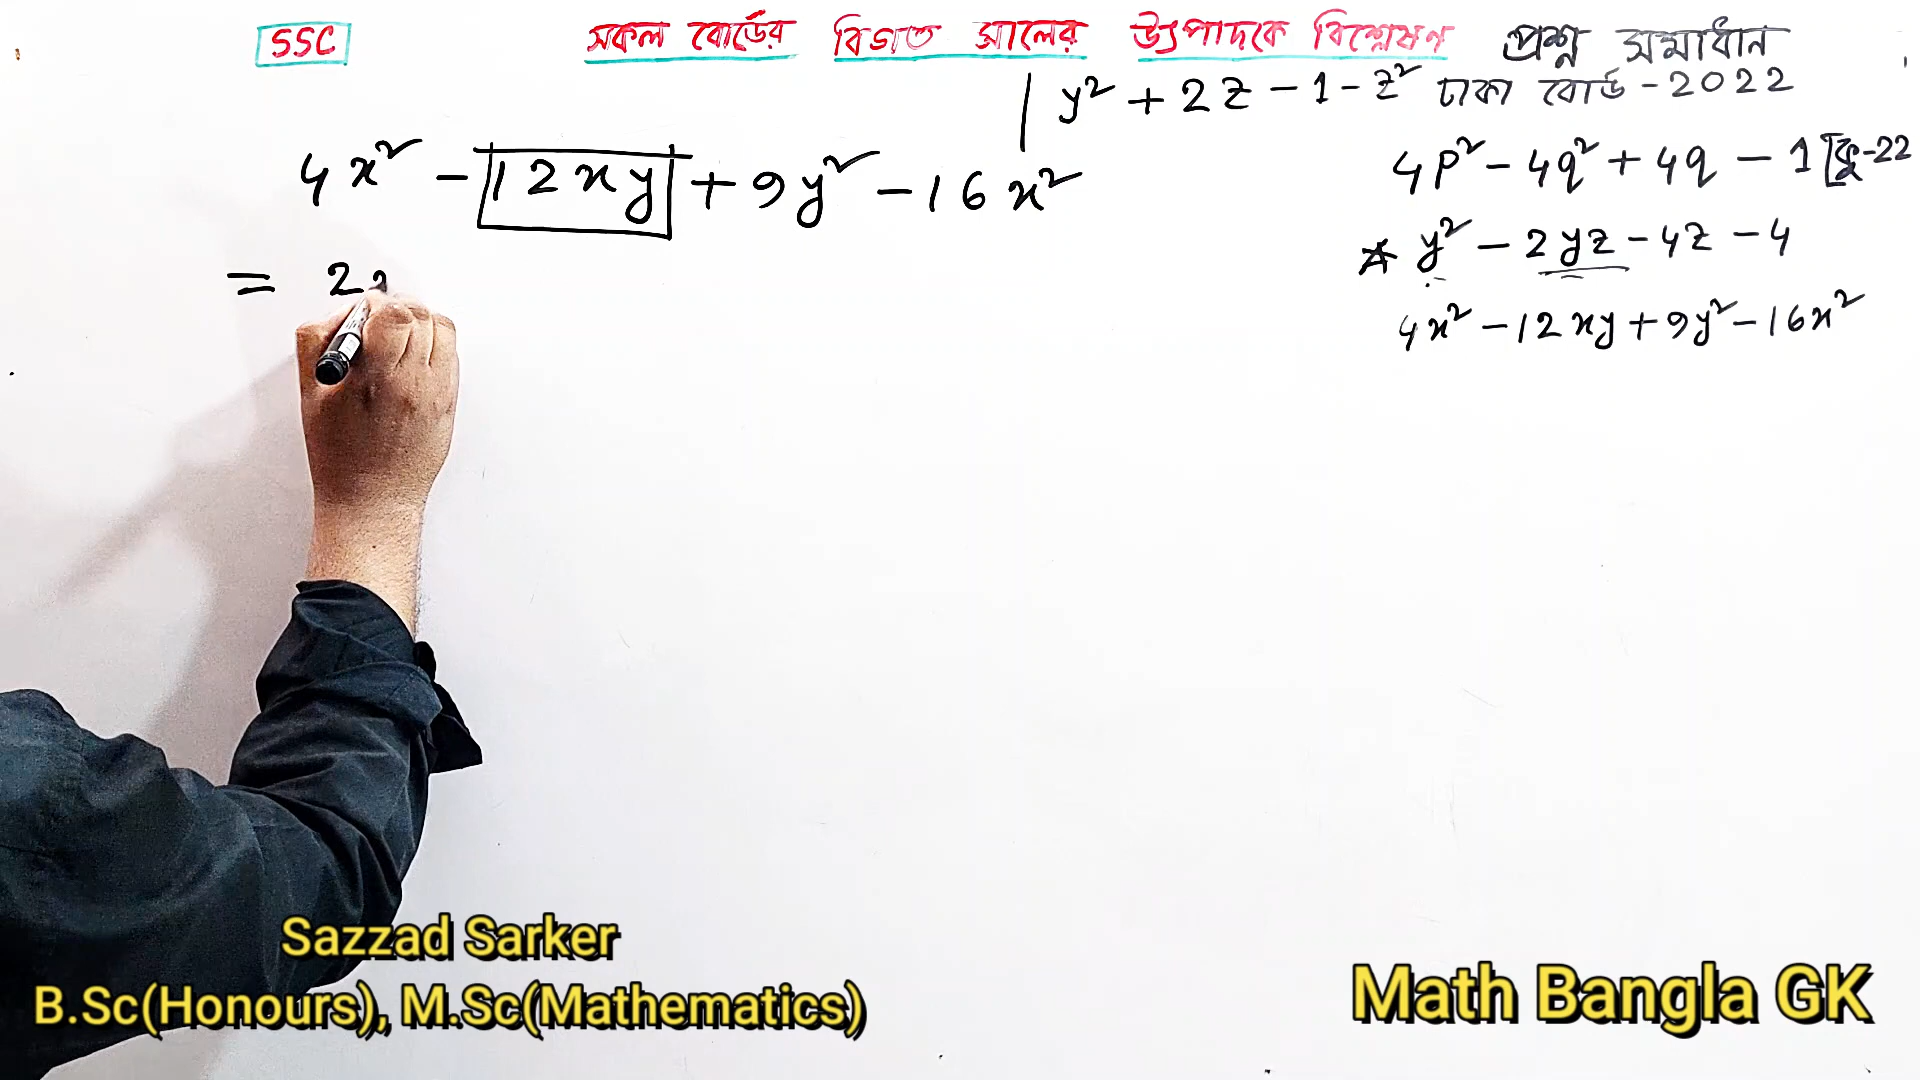 SSC
সকল বোর্ডের বিগত সালের উৎপাদকে বিশ্লেষণ প্রশ্ন সমাধান
y² + 2z - 1 - z² ঢাকা বোর্ড - 2022
4x² - 12xy + 9y² - 16x²
= 2x
4p² - 4q² + 4q - 1 [কু-22
* y² - 2yz - 4z - 4
4x² - 12xy + 9y² - 16x²
Sazzad Sarker
B.Sc(Honours), M.Sc(Mathematics)
Math Bangla GK